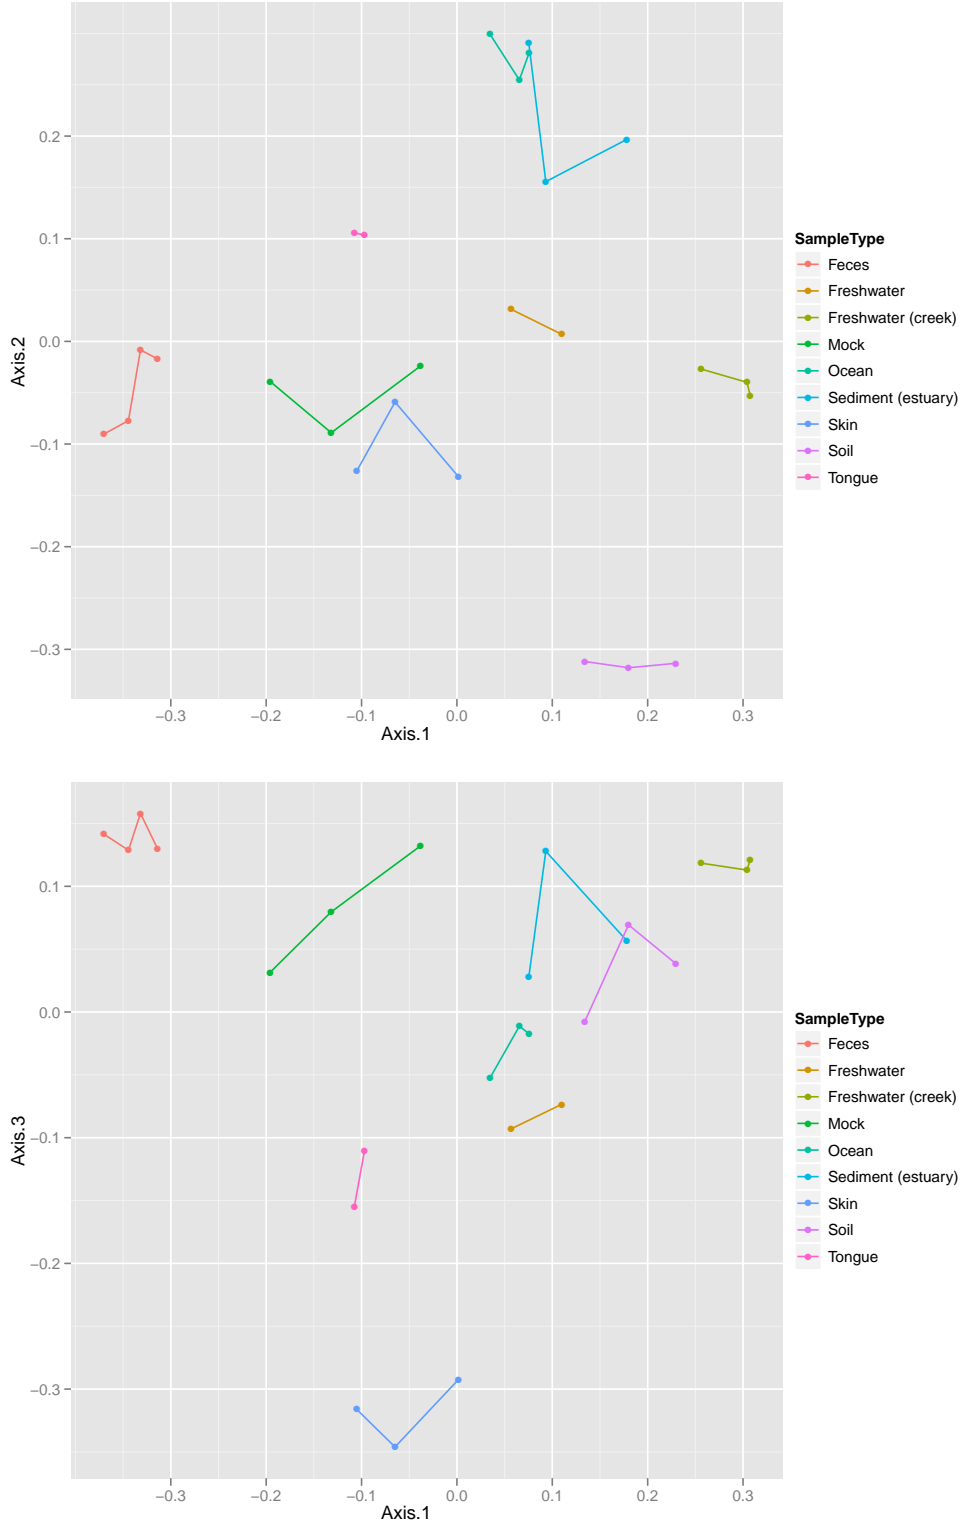 0.2
0.1
0.0
−0.1
−0.2
−0.3
Axis.2
−0.3 −0.2 −0.1 0.0 0.1 0.2 0.3
Axis.1
SampleType
Feces
Freshwater
Freshwater (creek)
Mock
Ocean
Sediment (estuary)
Skin
Soil
Tongue
0.1
0.0
−0.1
−0.2
−0.3
Axis.3
−0.3 −0.2 −0.1 0.0 0.1 0.2 0.3
Axis.1
SampleType
Feces
Freshwater
Freshwater (creek)
Mock
Ocean
Sediment (estuary)
Skin
Soil
Tongue